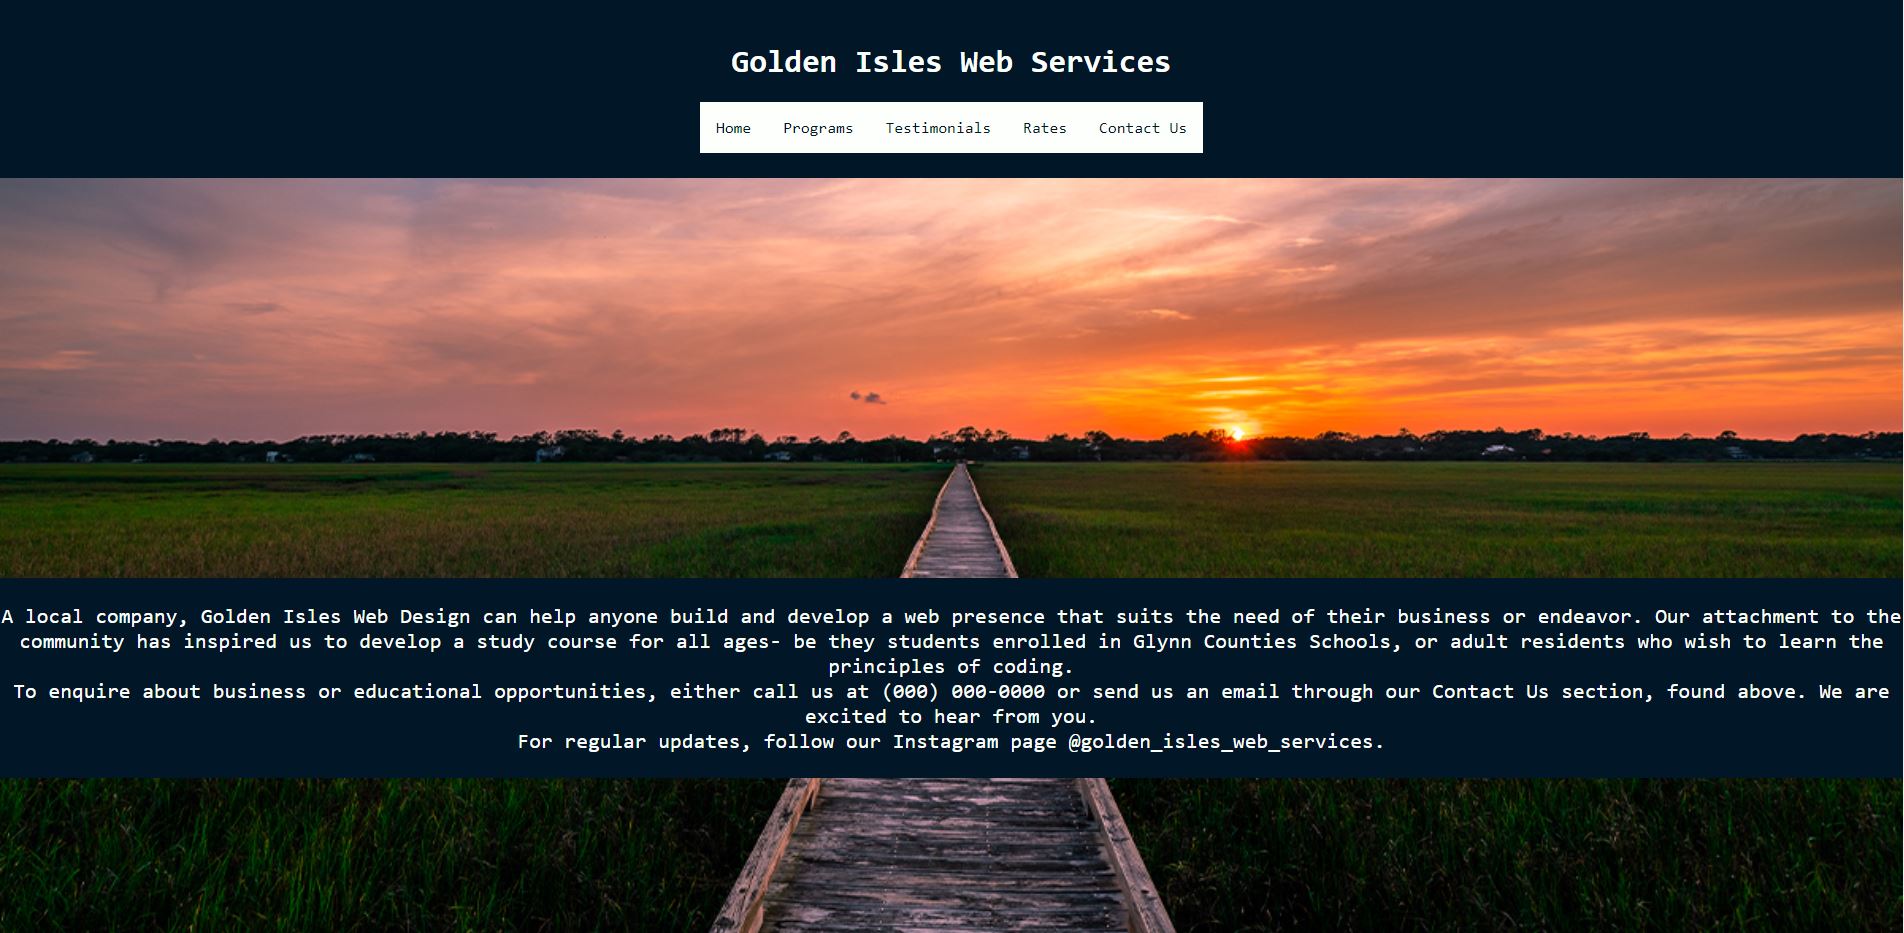 Golden Isles Web Services
Home Programs Testimonials Rates Contact Us
A local company, Golden Isles Web Design can help anyone build and develop a web presence that suits the need of their business or endeavor. Our attachment to the
community has inspired us to develop a study course for all ages- be they students enrolled in Glynn Counties Schools, or adult residents who wish to learn the
principles of coding.
To enquire about business or educational opportunities, either call us at (000) 000-0000 or send us an email through our Contact Us section, found above. We are
excited to hear from you.
For regular updates, follow our Instagram page @golden_isles_web_services.